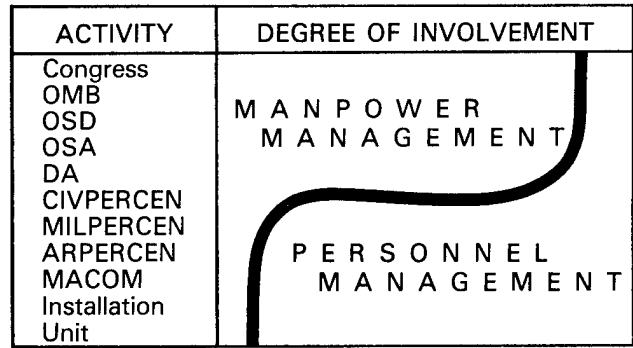 ACTIVITY
DEGREE OF INVOLVEMENT
Congress
OMB
OSD
OSA
DA
CIVPERCEN
MILPERCEN
ARPERCEN
MACOM
Installation
Unit
MANPOWER
MANAGEMENT
PERSONNEL
MANAGEMENT